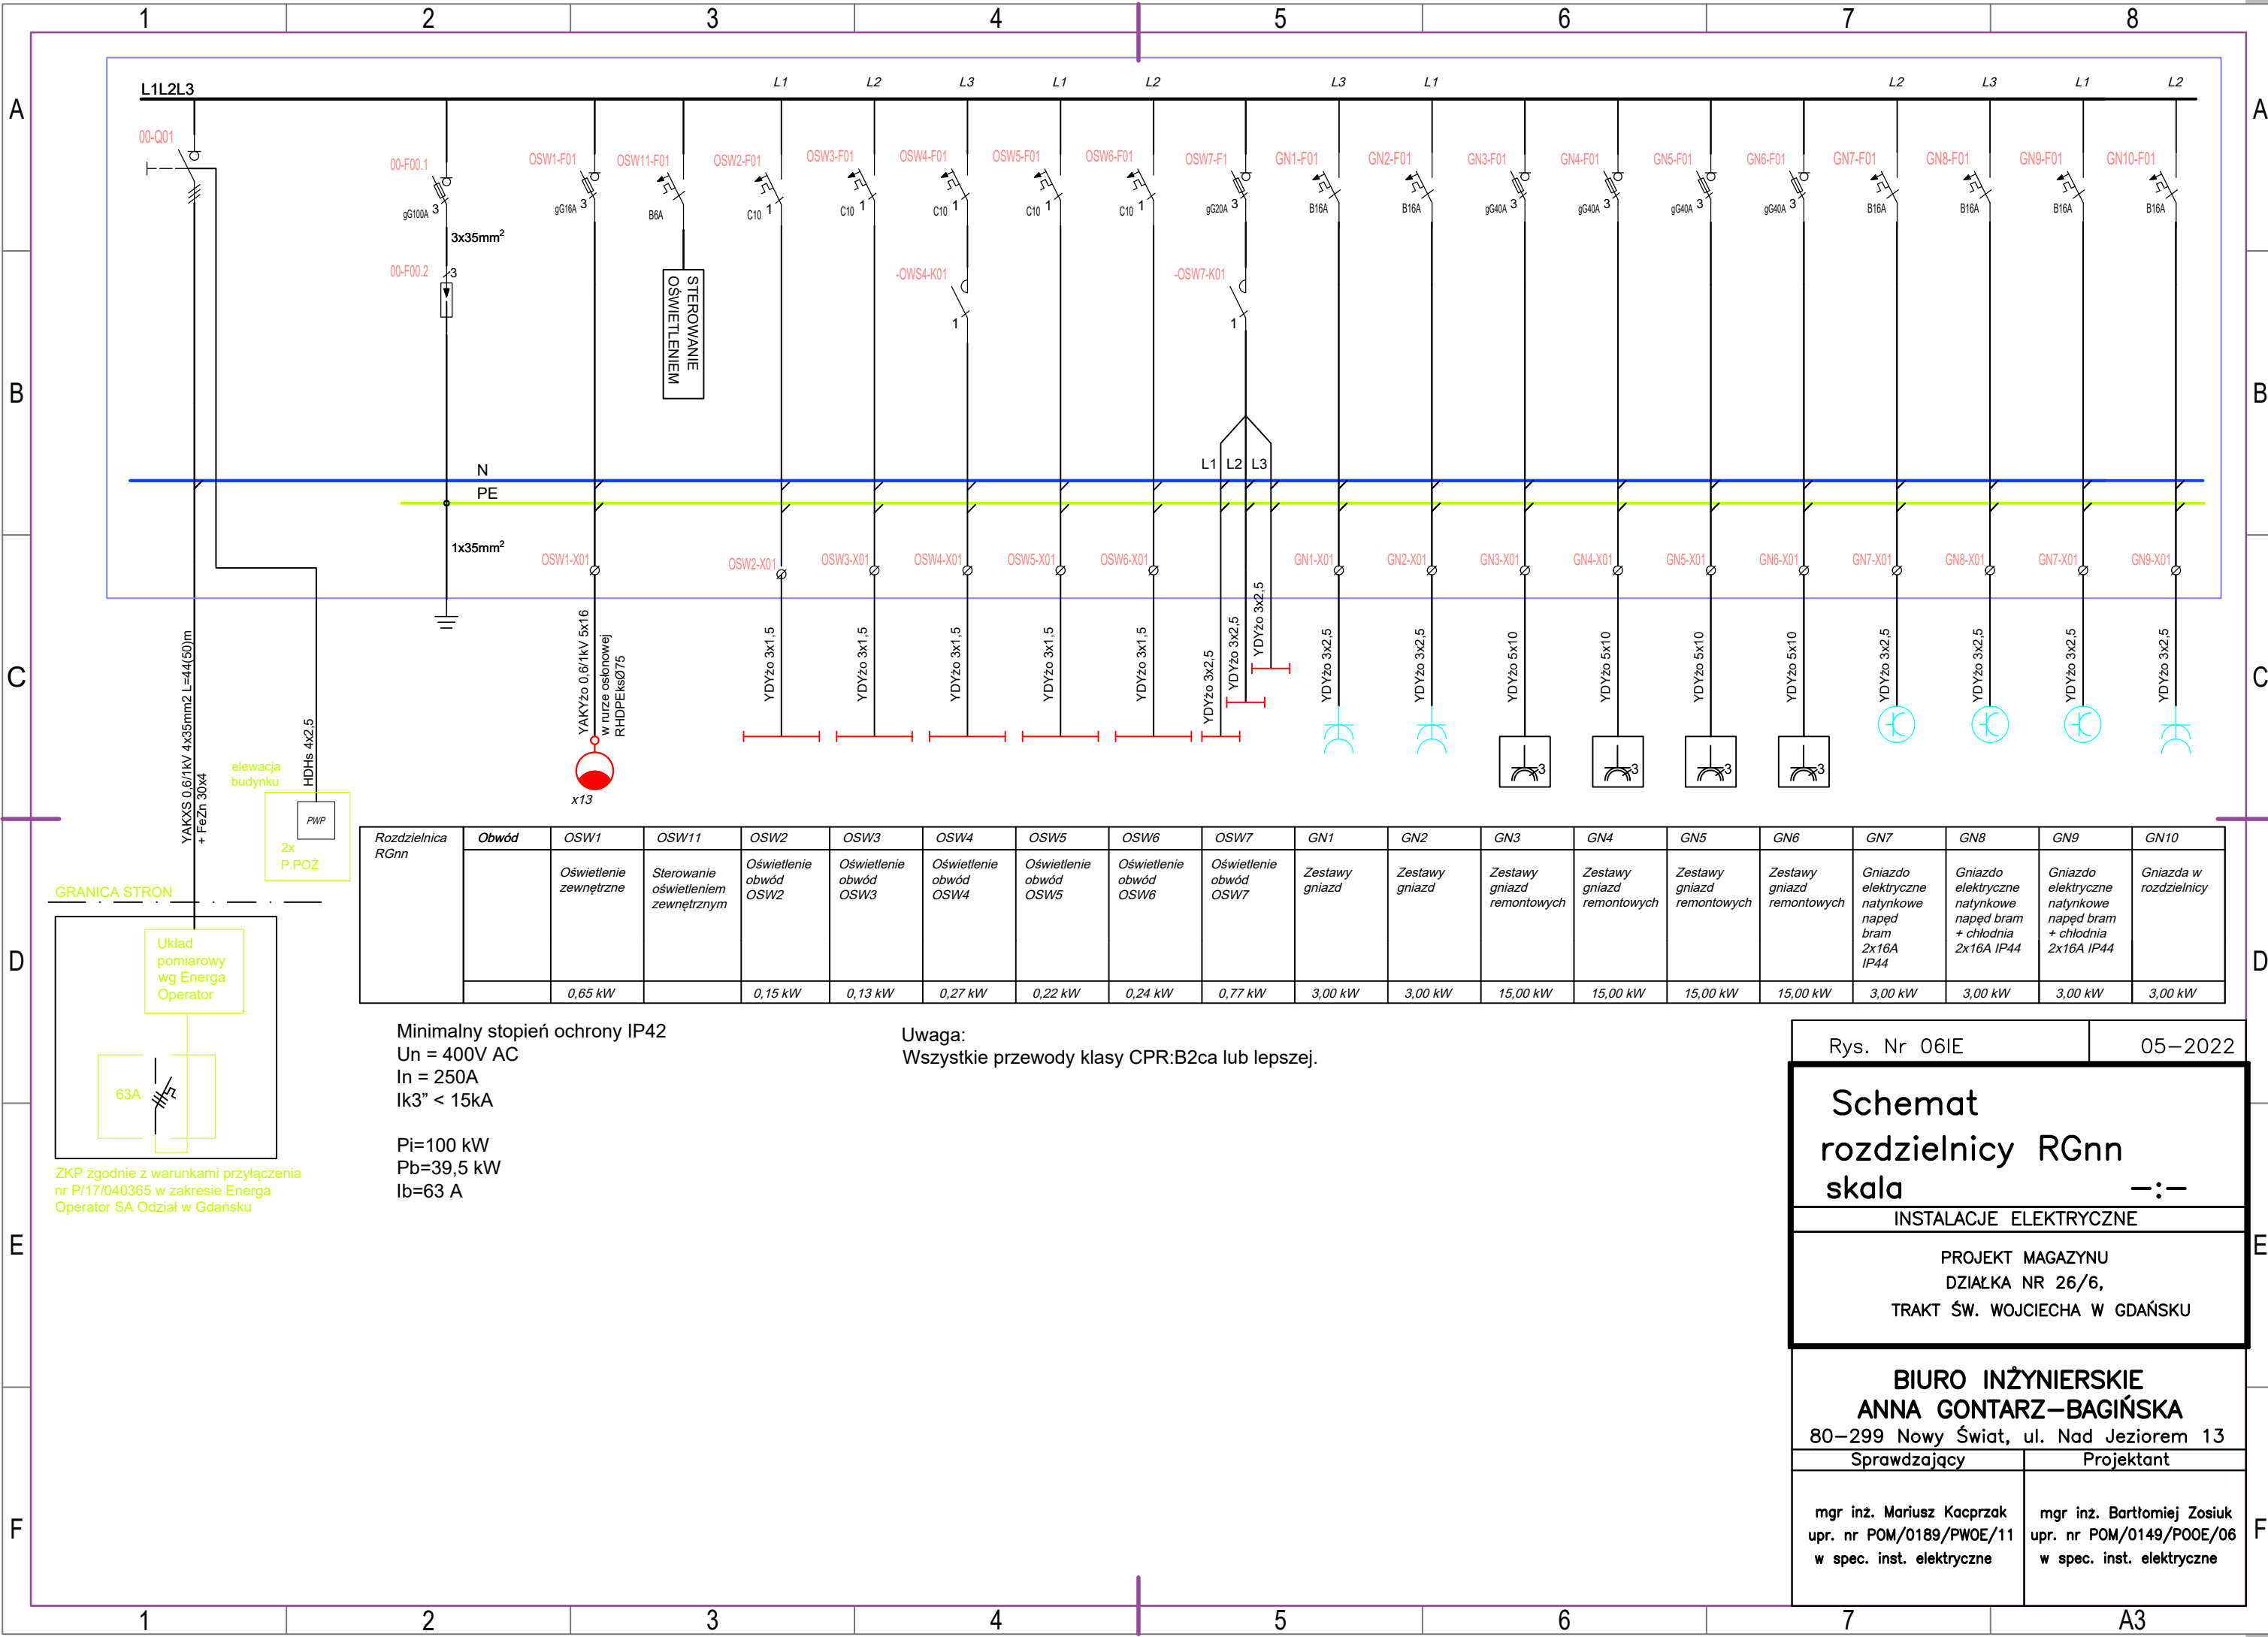 1 2 3 4 5 6 7 8
A A
B B
C C
D D
E E
F F
L1L2L3
L1 L2 L3 L1 L2 L3 L1 L2 L3 L1 L2
00-Q01
00-F00.1
gG100A 3
3x35mm²
00-F00.2
3
OSW1-F01
gG16A 3
OSW11-F01
B6A
STEROWANIE
OŚWIETLENIEM
OSW2-F01
C10 1
OSW3-F01
C10 1
OSW4-F01
C10 1
-OWS4-K01
1
OSW5-F01
C10 1
OSW6-F01
C10 1
OSW7-F1
gG20A 3
-OSW7-K01
1
L1 L2 L3
GN1-F01
B16A
GN2-F01
B16A
GN3-F01
gG40A 3
GN4-F01
gG40A 3
GN5-F01
gG40A 3
GN6-F01
gG40A 3
GN7-F01
B16A
GN8-F01
B16A
GN9-F01
B16A
GN10-F01
B16A
N
PE
1x35mm²
OSW1-X01 OSW2-X01 OSW3-X01 OSW4-X01 OSW5-X01 OSW6-X01 GN1-X01 GN2-X01 GN3-X01 GN4-X01 GN5-X01 GN6-X01 GN7-X01 GN8-X01 GN7-X01 GN9-X01
YAKXS 0,6/1kV 4x35mm2 L=44(50)m
+ FeZn 30x4
HDHs 4x2,5
YAKYżo 0,6/1kV 5x16
w rurze osłonowej
RHDPEksØ75
x13
YDYżo 3x1,5
YDYżo 3x1,5
YDYżo 3x1,5
YDYżo 3x1,5
YDYżo 3x1,5
YDYżo 3x2,5
YDYżo 3x2,5
YDYżo 3x2,5
YDYżo 3x2,5
YDYżo 3x2,5
YDYżo 5x10
YDYżo 5x10
YDYżo 5x10
YDYżo 5x10
YDYżo 3x2,5
YDYżo 3x2,5
YDYżo 3x2,5
YDYżo 3x2,5
3 3 3 3
elewacja
budynku
PWP
2x
P.POŻ
GRANICA STRON
Układ
pomiarowy
wg Energa
Operator
63A
ZKP zgodnie z warunkami przyłączenia
nr P/17/040365 w zakresie Energa
Operator SA Odział w Gdańsku
Rozdzielnica
RGnn
Obwód OSW1 OSW11 OSW2 OSW3 OSW4 OSW5 OSW6 OSW7 GN1 GN2 GN3 GN4 GN5 GN6 GN7 GN8 GN9 GN10
Oświetlenie
zewnętrzne
Sterowanie
oświetleniem
zewnętrznym
Oświetlenie
obwód
OSW2
Oświetlenie
obwód
OSW3
Oświetlenie
obwód
OSW4
Oświetlenie
obwód
OSW5
Oświetlenie
obwód
OSW6
Oświetlenie
obwód
OSW7
Zestawy
gniazd
Zestawy
gniazd
Zestawy
gniazd
remontowych
Zestawy
gniazd
remontowych
Zestawy
gniazd
remontowych
Zestawy
gniazd
remontowych
Gniazdo
elektryczne
natynkowe
napęd
bram
2x16A
IP44
Gniazdo
elektryczne
natynkowe
napęd bram
+ chłodnia
2x16A IP44
Gniazdo
elektryczne
natynkowe
napęd bram
+ chłodnia
2x16A IP44
Gniazda w
rozdzielnicy
0,65 kW 0,15 kW 0,13 kW 0,27 kW 0,22 kW 0,24 kW 0,77 kW 3,00 kW 3,00 kW 15,00 kW 15,00 kW 15,00 kW 15,00 kW 3,00 kW 3,00 kW 3,00 kW 3,00 kW
Minimalny stopień ochrony IP42
Un = 400V AC
In = 250A
Ik3" < 15kA
Pi=100 kW
Pb=39,5 kW
Ib=63 A
Uwaga:
Wszystkie przewody klasy CPR:B2ca lub lepszej.
Rys. Nr 06IE 05-2022
Schemat
rozdzielnicy RGnn
skala -:-
INSTALACJE ELEKTRYCZNE
PROJEKT MAGAZYNU
DZIAŁKA NR 26/6,
TRAKT ŚW. WOJCIECHA W GDAŃSKU
BIURO INŻYNIERSKIE
ANNA GONTARZ-BAGIŃSKA
80-299 Nowy Świat, ul. Nad Jeziorem 13
Sprawdzający Projektant
mgr inż. Mariusz Kacprzak
upr. nr POM/0189/PWOE/11
w spec. inst. elektryczne
mgr inż. Bartłomiej Zosiuk
upr. nr POM/0149/POOE/06
w spec. inst. elektryczne
1 2 3 4 5 6 7 A3